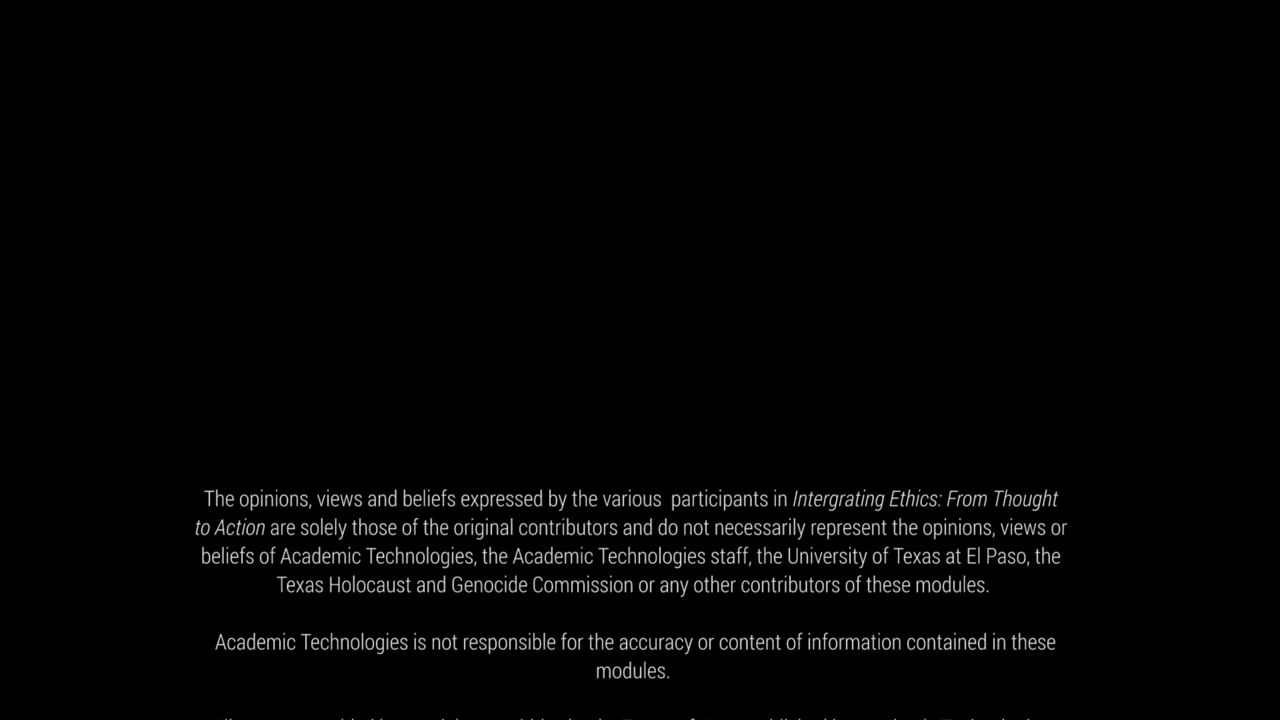 The opinions, views and beliefs expressed by the various participants in Intergrating Ethics: From Thought
to Action are solely those of the original contributors and do not necessarily represent the opinions, views or
beliefs of Academic Technologies, the Academic Technologies staff, the University of Texas at El Paso, the
Texas Holocaust and Genocide Commission or any other contributors of these modules.
Academic Technologies is not responsible for the accuracy or content of information contained in these
modules.